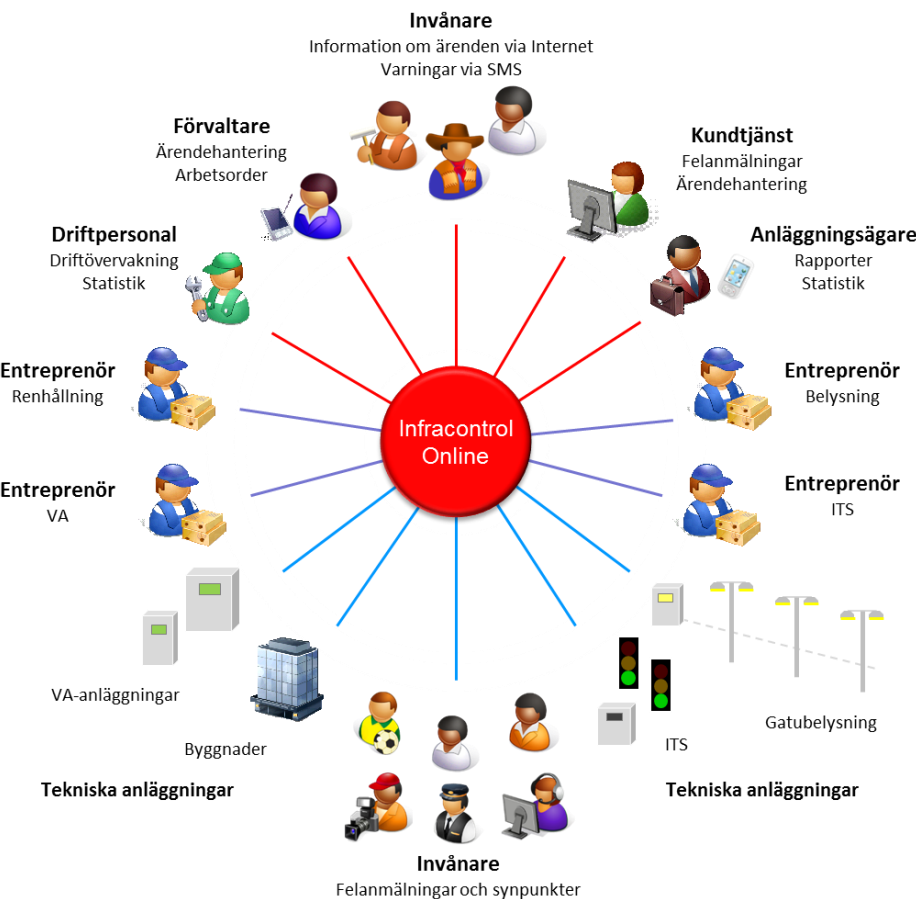 Invånare
Information om ärenden via Internet
Varningar via SMS
Förvaltare
Ärendehantering
Arbetsorder
Kundtjänst
Felanmälningar
Ärendehantering
Driftpersonal
Driftövervakning
Statistik
Anläggningsägare
Rapporter
Statistik
Entreprenör
Renhållning
Entreprenör
Belysning
Infracontrol
Online
Entreprenör
VA
Entreprenör
ITS
VA-anläggningar
Byggnader
Gatubelysning
ITS
Tekniska anläggningar
Tekniska anläggningar
Invånare
Felanmälningar och synpunkter